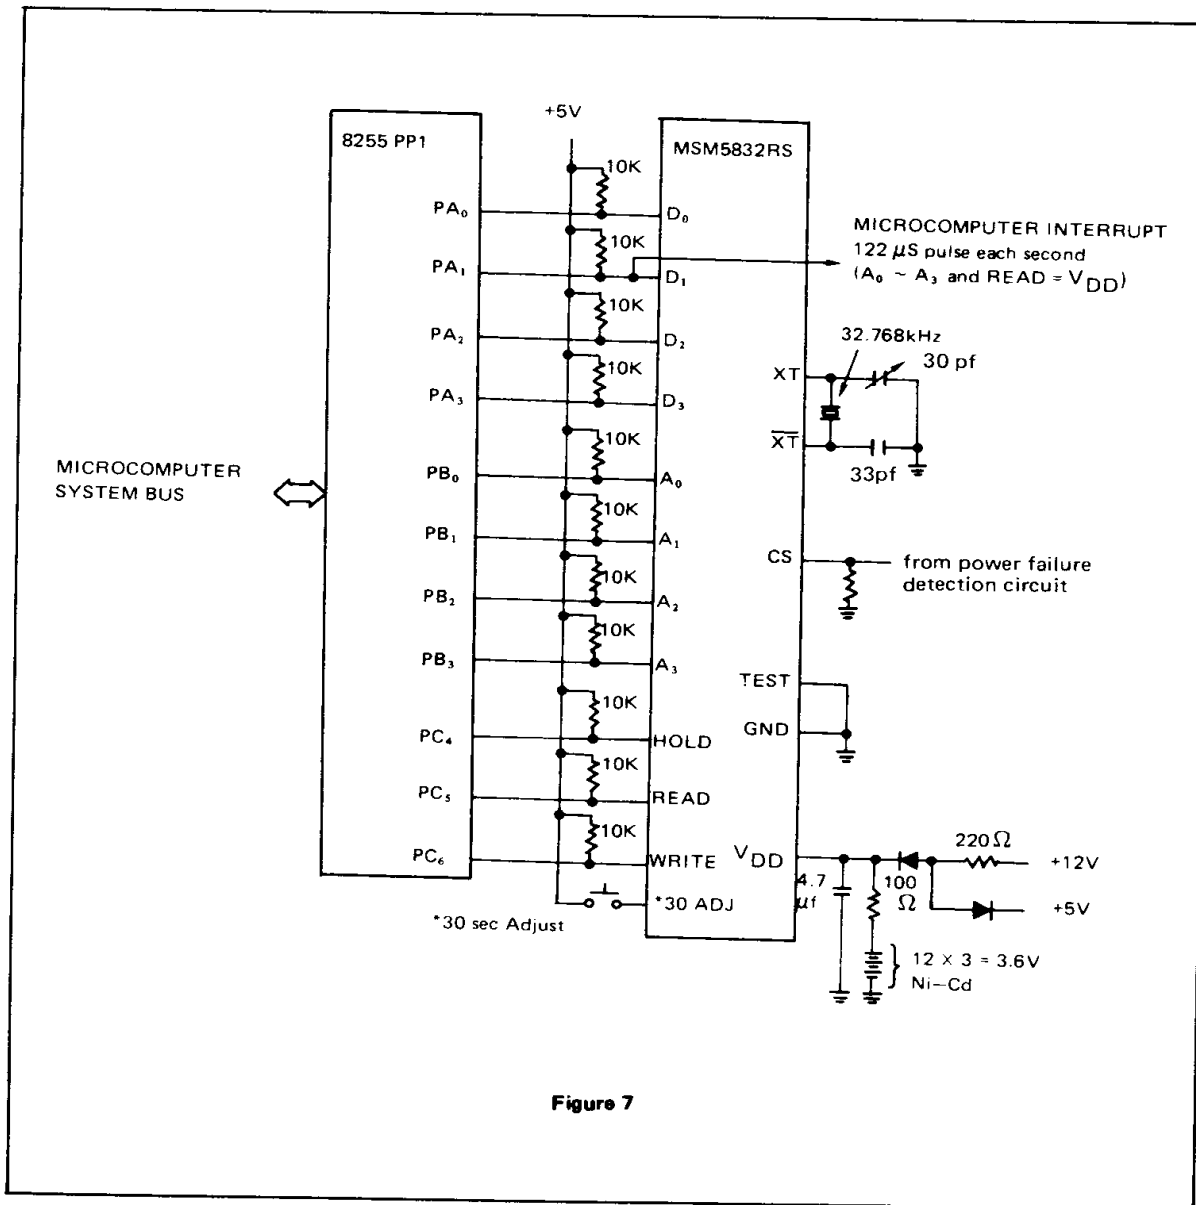 +5V
8255 PP1
MSM5832RS
10K
PA₀
D₀
MICROCOMPUTER INTERRUPT
122 µS pulse each second
(A₀ ~ A₃ and READ = VDD)
10K
PA₁
D₁
10K
PA₂
D₂
32.768kHz
30 pf
10K
PA₃
D₃
XT
10K
X̅T̅
33pf
MICROCOMPUTER
SYSTEM BUS
PB₀
A₀
10K
PB₁
A₁
CS
from power failure
detection circuit
10K
PB₂
A₂
10K
PB₃
A₃
TEST
10K
GND
PC₄
HOLD
10K
PC₅
READ
10K
PC₆
WRITE
VDD
220Ω
+12V
4.7
µf
100
Ω
+5V
*30 ADJ
*30 sec Adjust
12 × 3 = 3.6V
Ni–Cd
Figure 7